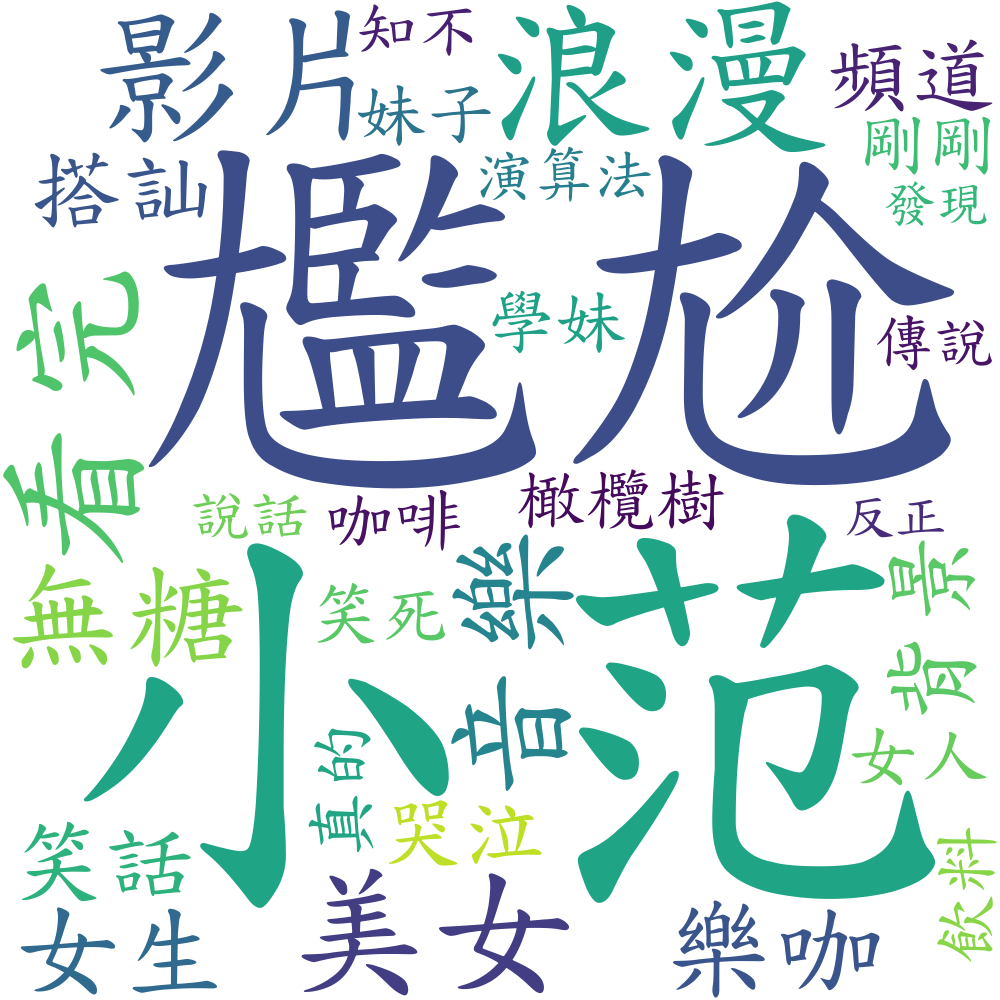 影片
知不
浪漫
頻道
妹子
剛剛
搭訕
演算法
發現
尷尬
學妹
傳說
看完
說話
咖啡
橄欖樹
反正
無糖
小范
笑死
音樂
背景
真的
女人
笑話
哭泣
飲料
女生
美女
樂咖